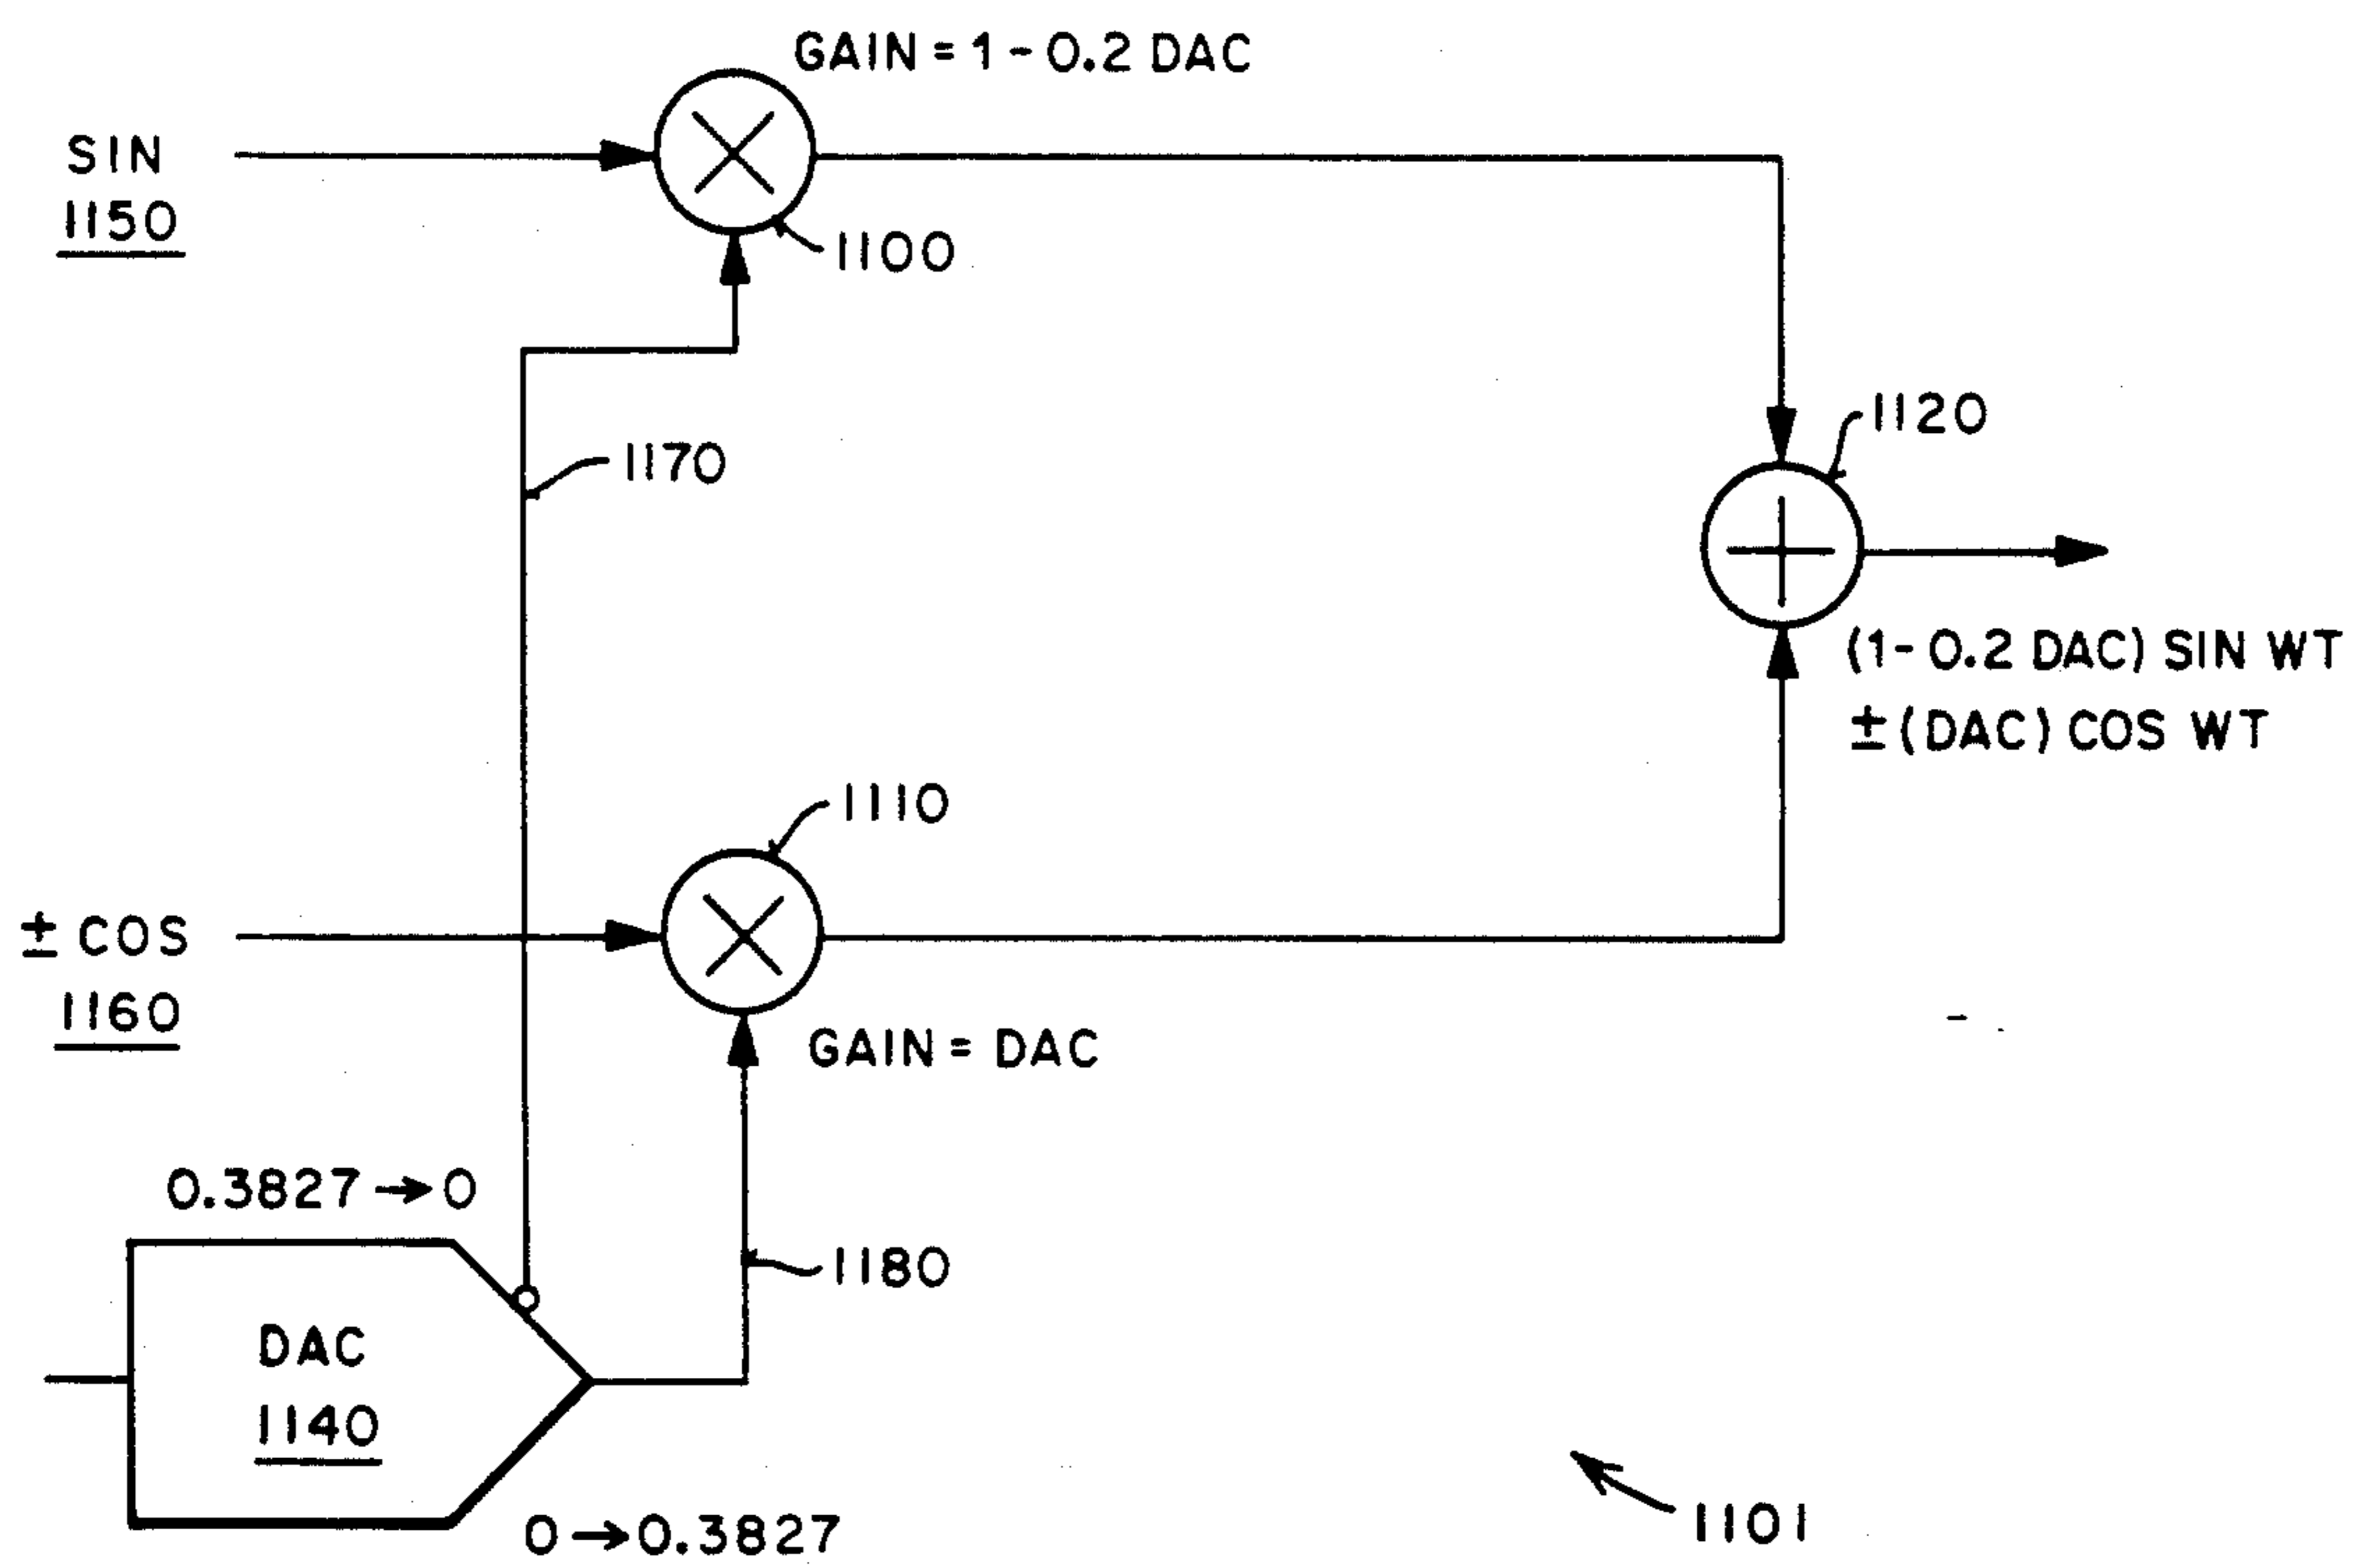 GAIN = 1 - 0.2 DAC
SIN
1150
1100
1170
1120
(1- 0.2 DAC) SIN WT
± (DAC) COS WT
1110
± COS
1160
GAIN = DAC
0.3827 → 0
1180
DAC
1140
0 → 0.3827
1101